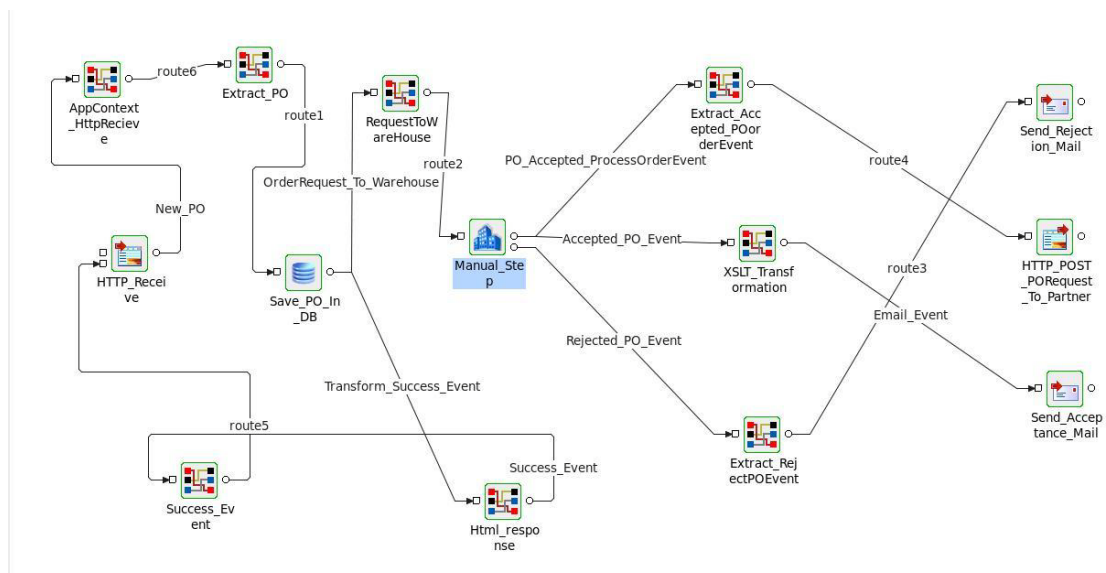 route6
AppContext
_HttpRecieve
e
Extract_PO
route1
RequestToW
areHouse
route2
OrderRequest_To_Warehouse
New_PO
HTTP_Recei
ve
Save_PO_In
_DB
Manual_Ste
p
PO_Accepted_ProcessOrderEvent
Extract_Acc
epted_POor
derEvent
route4
Send_Reject
ion_Mail
Accepted_PO_Event
XSLT_Transf
ormation
HTTP_POST
_PORequest
_To_Partner
route3
Email_Event
Rejected_PO_Event
Send_Accep
tance_Mail
Transform_Success_Event
route5
Success_Event
Success_Ev
ent
Html_respo
nse
Extract_Rej
ectPOEvent